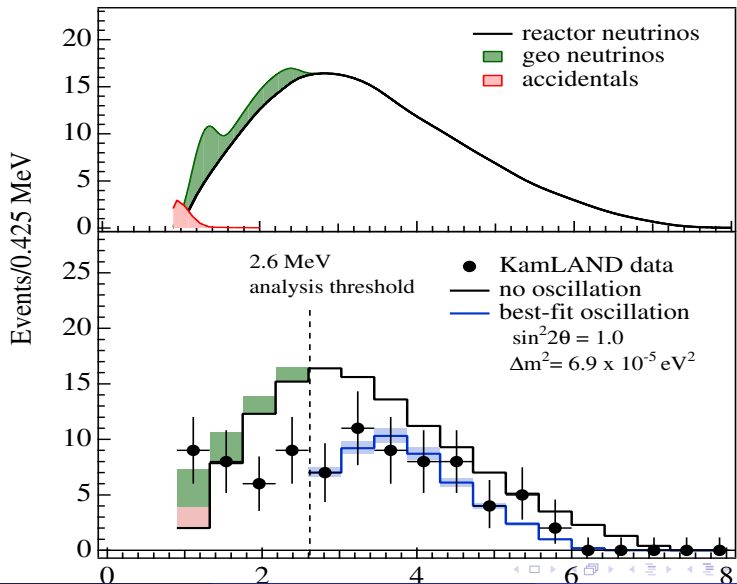 20
15
10
5
0
reactor neutrinos
geo neutrinos
accidentals
Events/0.425 MeV
25
20
15
10
5
0
2.6 MeV
analysis threshold
KamLAND data
no oscillation
best-fit oscillation
sin²2θ = 1.0
Δm²= 6.9 x 10⁻⁵ eV²
0 2 4 6 8